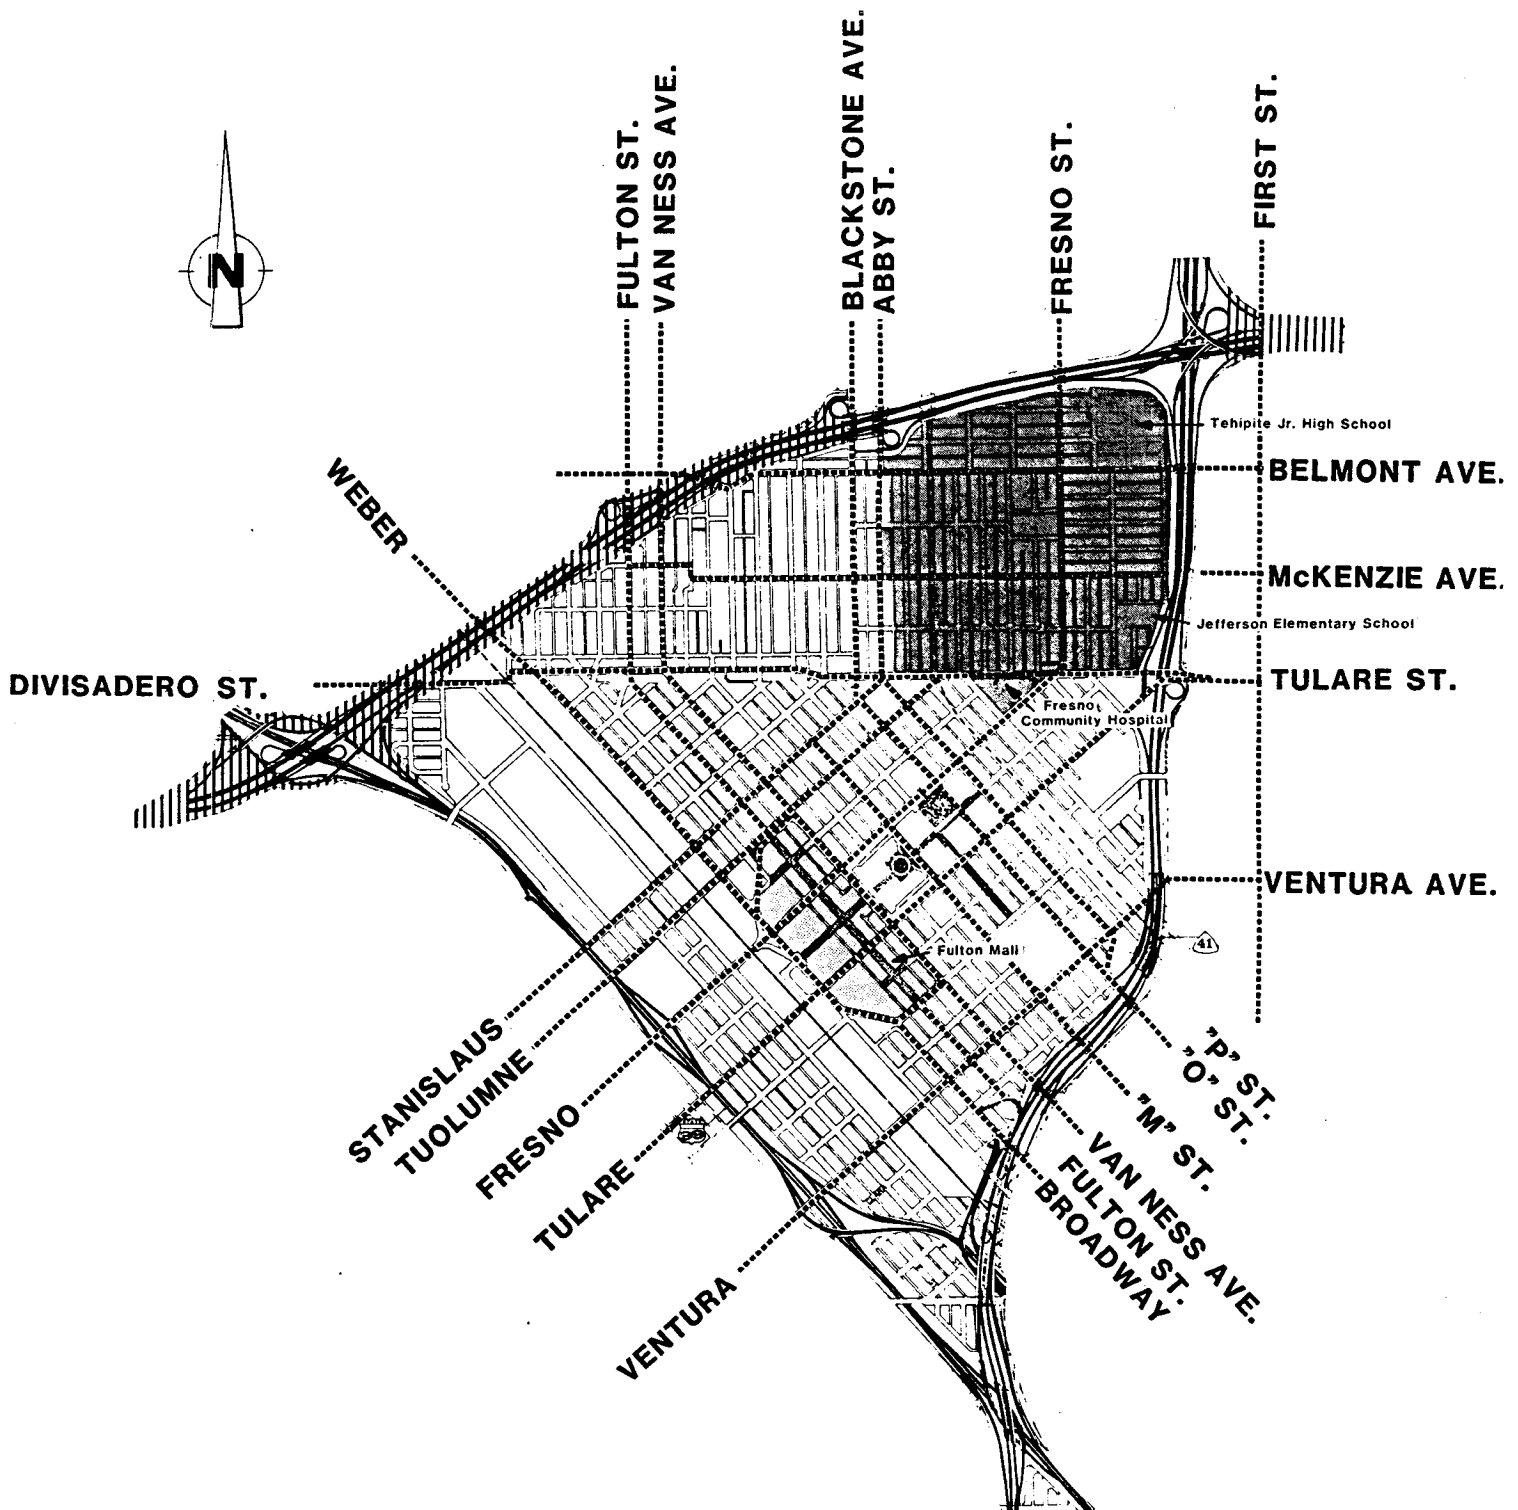 FULTON ST.
VAN NESS AVE.
BLACKSTONE AVE.
ABBY ST.
FRESNO ST.
FIRST ST.
N
Tehipite Jr. High School
BELMONT AVE.
WEBER
McKENZIE AVE.
Jefferson Elementary School
DIVISADERO ST.
TULARE ST.
Fresno
Community Hospital
VENTURA AVE.
41
Fulton Mall
STANISLAUS
TUOLUMNE
FRESNO
TULARE
VENTURA
"P" ST.
"O" ST.
"M" ST.
VAN NESS AVE.
FULTON ST.
BROADWAY